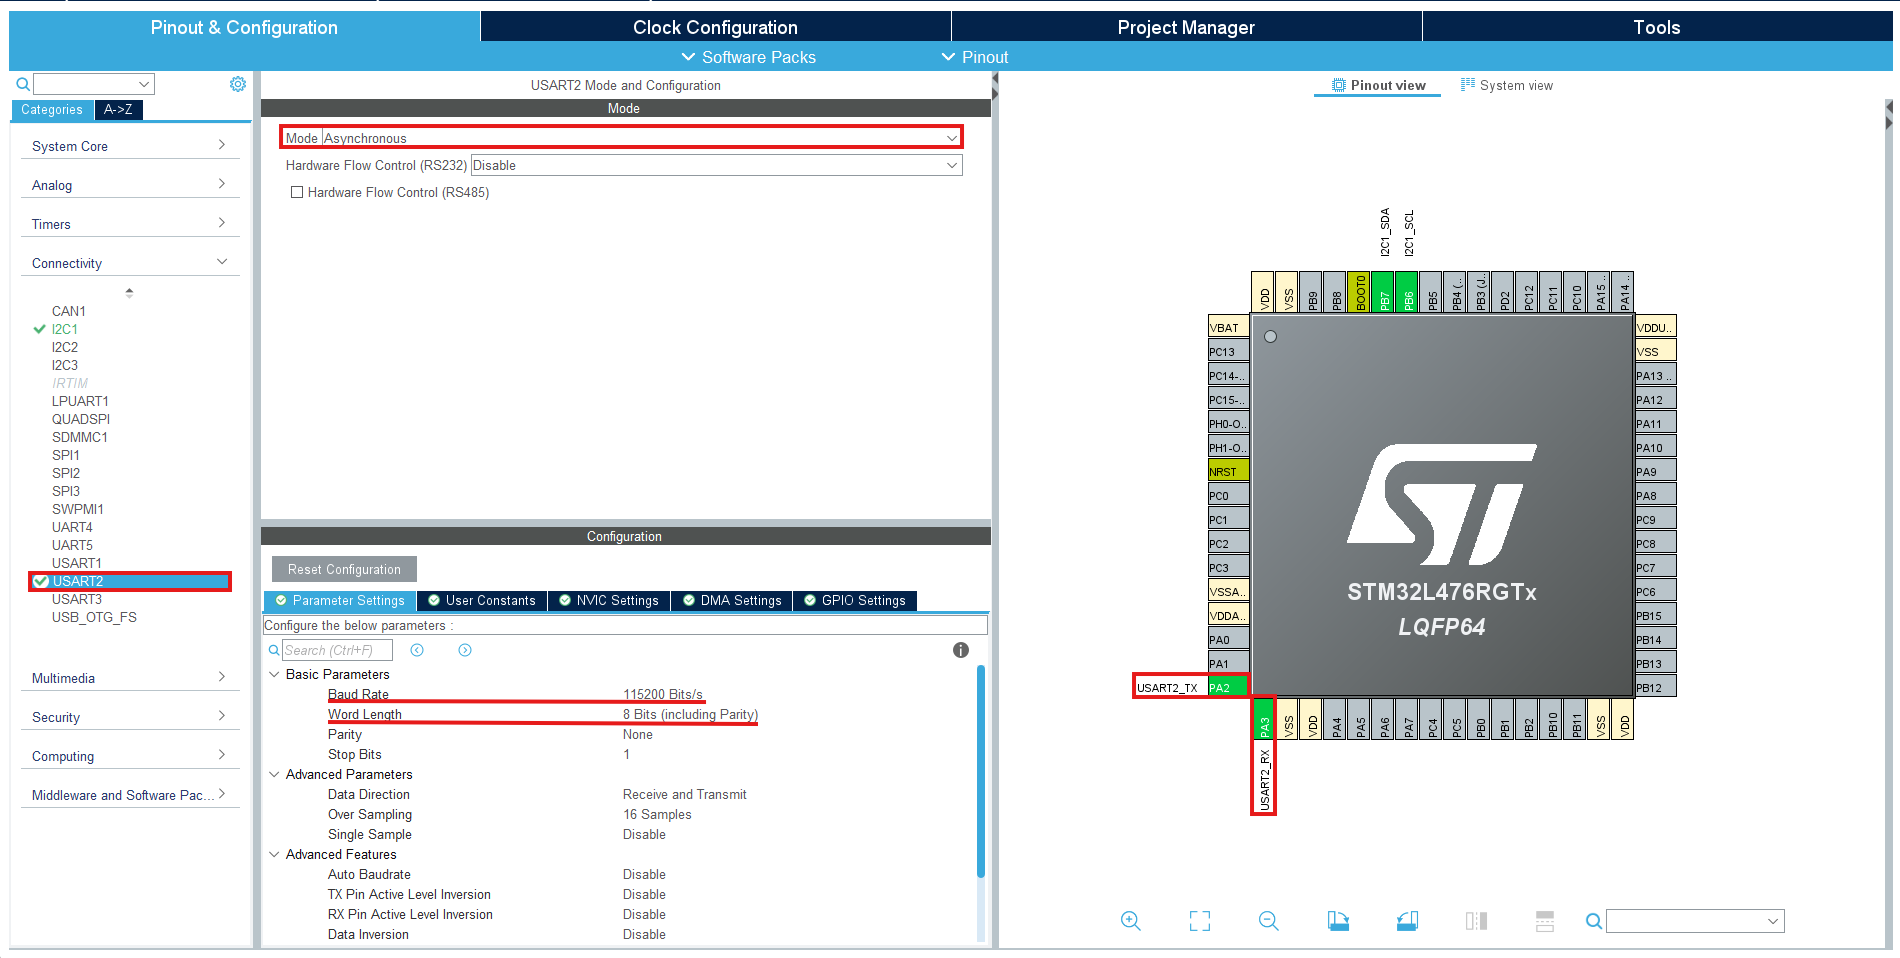 Pinout & Configuration
Clock Configuration
Project Manager
Tools
Software Packs
Pinout
Categories
A->Z
System Core
Analog
Timers
Connectivity
CAN1
I2C1
I2C2
I2C3
IRTIM
LPUART1
QUADSPI
SDMMC1
SPI1
SPI2
SPI3
SWPMI1
UART4
UART5
USART1
USART2
USART3
USB_OTG_FS
Multimedia
Security
Computing
Middleware and Software Pac...
USART2 Mode and Configuration
Mode
Mode Asynchronous
Hardware Flow Control (RS232) Disable
Hardware Flow Control (RS485)
Configuration
Reset Configuration
Parameter Settings
User Constants
NVIC Settings
DMA Settings
GPIO Settings
Configure the below parameters :
Search (Ctrl+F)
Basic Parameters
Baud Rate 115200 Bits/s
Word Length 8 Bits (including Parity)
Parity None
Stop Bits 1
Advanced Parameters
Data Direction Receive and Transmit
Over Sampling 16 Samples
Single Sample Disable
Advanced Features
Auto Baudrate Disable
TX Pin Active Level Inversion Disable
RX Pin Active Level Inversion Disable
Data Inversion Disable
Pinout view
System view
I2C1_SDA
I2C1_SCL
VDD
VSS
PB9
PB8
BOOT0
PB7
PB6
PB5
PB4 (..
PB3 (J..
PD2
PC12
PC11
PC10
PA15 ..
PA14 ..
VBAT
PC13
PC14-..
PC15-..
PH0-O..
PH1-O..
NRST
PC0
PC1
PC2
PC3
VSSA..
VDDA..
PA0
PA1
USART2_TX PA2
VDDU..
VSS
PA13 ..
PA12
PA11
PA10
PA9
PA8
PC9
PC8
PC7
PC6
PB15
PB14
PB13
PB12
ST
STM32L476RGTx
LQFP64
PA3
VSS
VDD
PA4
PA5
PA6
PA7
PC4
PC5
PB0
PB1
PB2
PB10
PB11
VSS
VDD
USART2_RX